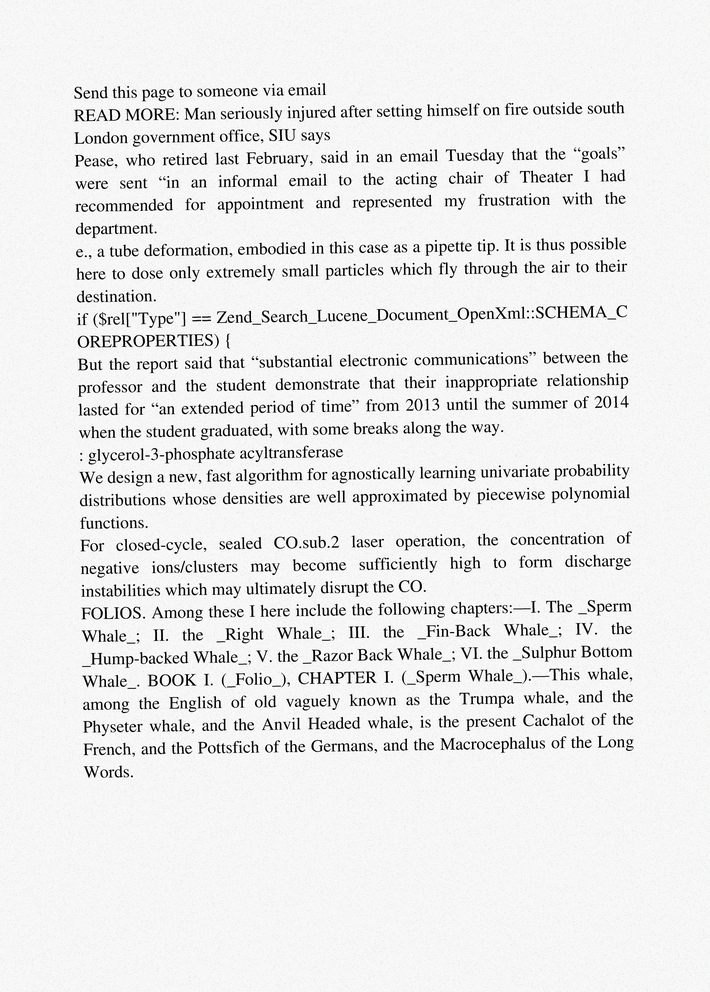 Send this page to someone via email
READ MORE: Man seriously injured after setting himself on fire outside south
London government office, SIU says
Pease, who retired last February, said in an email Tuesday that the “goals”
were sent “in an informal email to the acting chair of Theater I had
recommended for appointment and represented my frustration with the
department.
e., a tube deformation, embodied in this case as a pipette tip. It is thus possible
here to dose only extremely small particles which fly through the air to their
destination.
if ($rel["Type"] == Zend_Search_Lucene_Document_OpenXml::SCHEMA_C
OREPROPERTIES) {
But the report said that “substantial electronic communications” between the
professor and the student demonstrate that their inappropriate relationship
lasted for “an extended period of time” from 2013 until the summer of 2014
when the student graduated, with some breaks along the way.
: glycerol-3-phosphate acyltransferase
We design a new, fast algorithm for agnostically learning univariate probability
distributions whose densities are well approximated by piecewise polynomial
functions.
For closed-cycle, sealed CO.sub.2 laser operation, the concentration of
negative ions/clusters may become sufficiently high to form discharge
instabilities which may ultimately disrupt the CO.
FOLIOS. Among these I here include the following chapters:—I. The _Sperm
Whale_; II. the _Right Whale_; III. the _Fin-Back Whale_; IV. the
_Hump-backed Whale_; V. the _Razor Back Whale_; VI. the _Sulphur Bottom
Whale_. BOOK I. (_Folio_), CHAPTER I. (_Sperm Whale_).—This whale,
among the English of old vaguely known as the Trumpa whale, and the
Physeter whale, and the Anvil Headed whale, is the present Cachalot of the
French, and the Pottsfich of the Germans, and the Macrocephalus of the Long
Words.